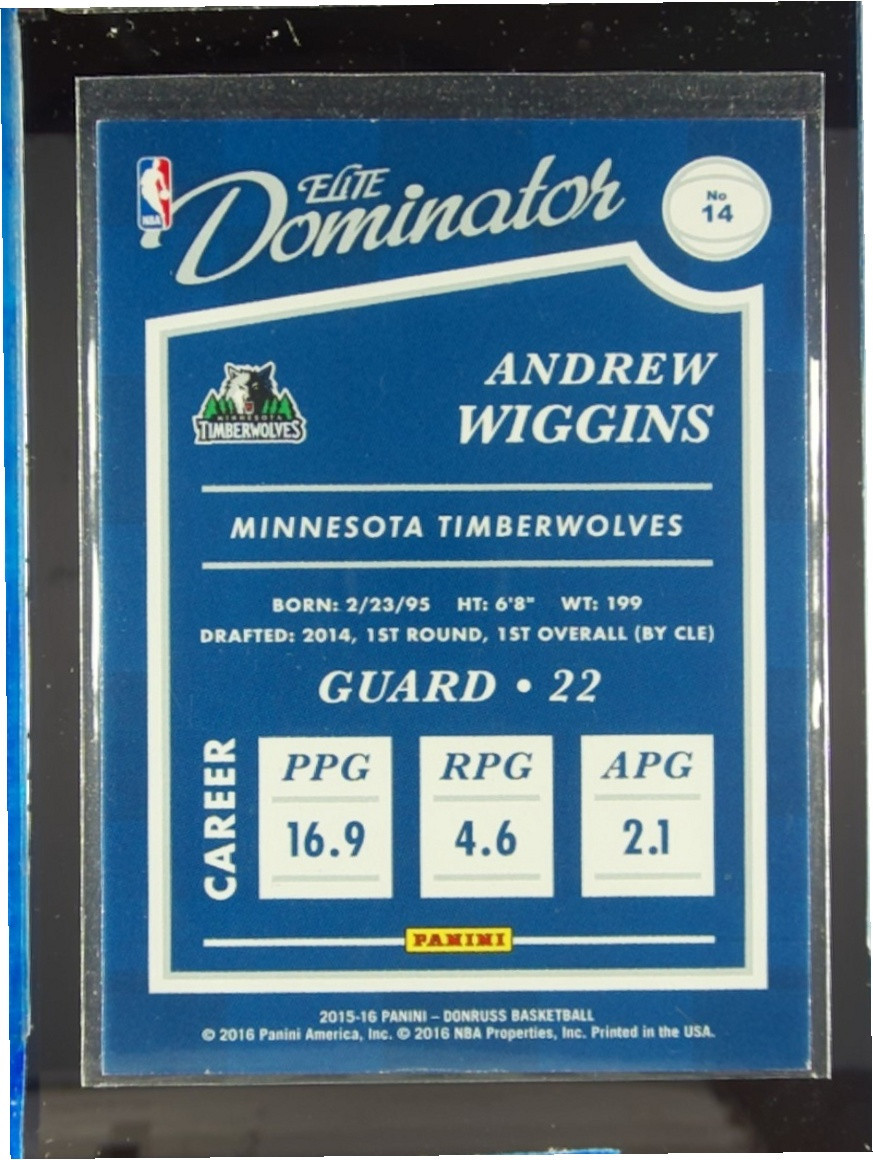 ELITE
Dominator
No
14
NBA
ANDREW
WIGGINS
MINNESOTA
TIMBERWOLVES
MINNESOTA TIMBERWOLVES
BORN: 2/23/95 HT: 6'8" WT: 199
DRAFTED: 2014, 1ST ROUND, 1ST OVERALL (BY CLE)
GUARD • 22
CAREER
PPG RPG APG
16.9 4.6 2.1
PANINI
2015-16 PANINI – DONRUSS BASKETBALL
© 2016 Panini America, Inc. © 2016 NBA Properties, Inc. Printed in the USA.